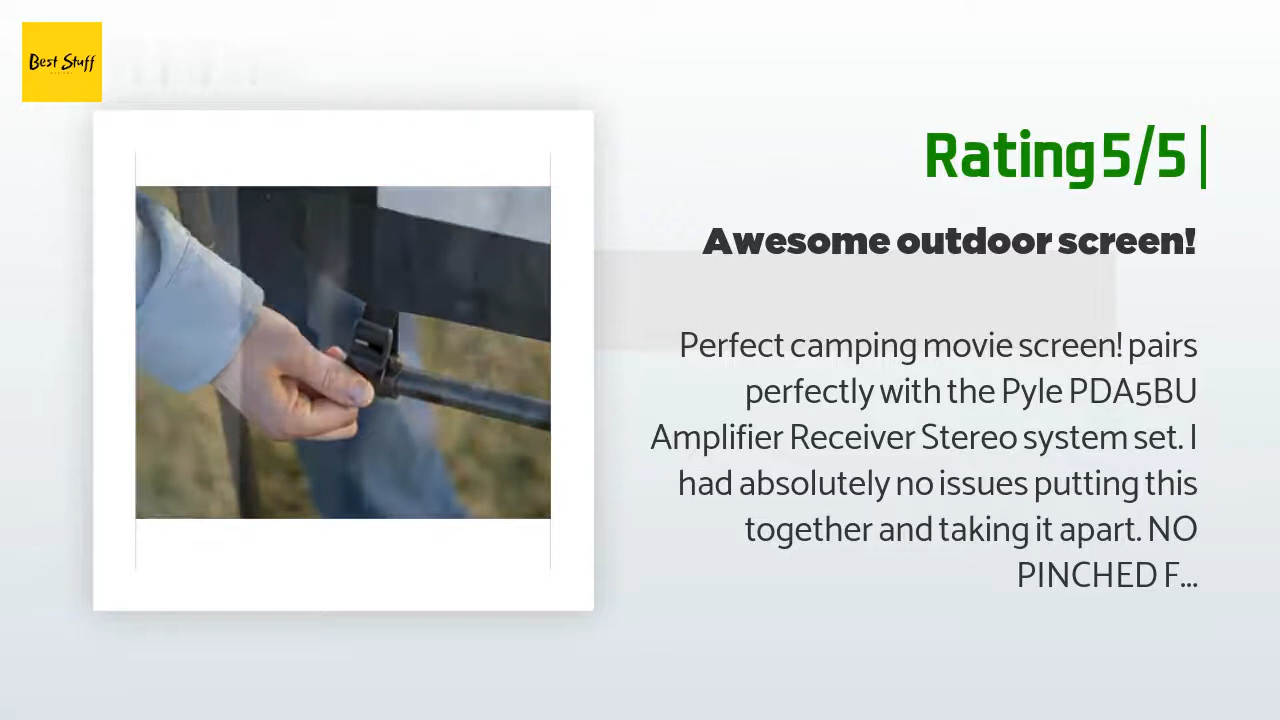 Best Stuff
Rating 5/5 |
Awesome outdoor screen!
Perfect camping movie screen! pairs
perfectly with the Pyle PDA5BU
Amplifier Receiver Stereo system set. I
had absolutely no issues putting this
together and taking it apart. NO
PINCHED F...